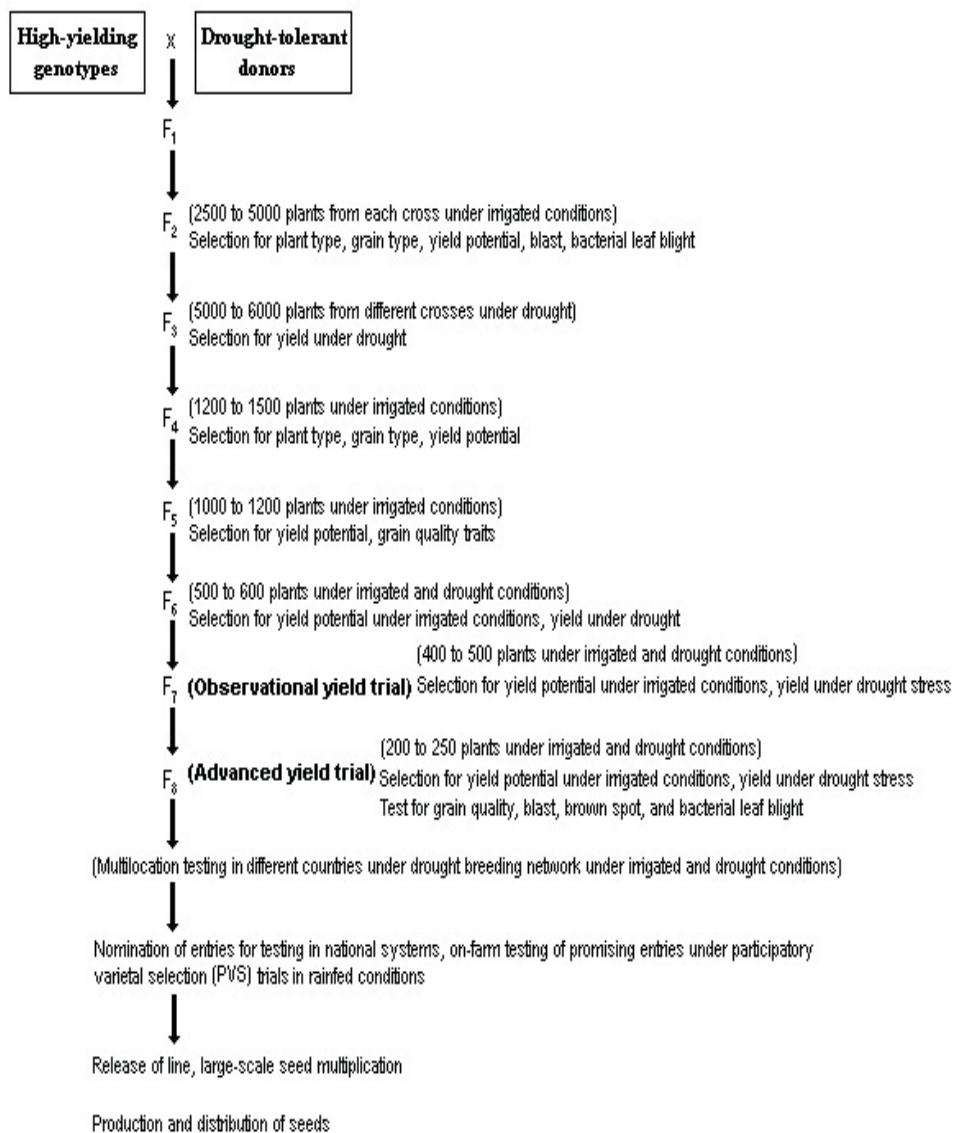 High-yielding genotypes X Drought-tolerant donors
F1
F2 (2500 to 5000 plants from each cross under irrigated conditions)
Selection for plant type, grain type, yield potential, blast, bacterial leaf blight
F3 (5000 to 6000 plants from different crosses under drought)
Selection for yield under drought
F4 (1200 to 1500 plants under irrigated conditions)
Selection for plant type, grain type, yield potential
F5 (1000 to 1200 plants under irrigated conditions)
Selection for yield potential, grain quality traits
F6 (500 to 600 plants under irrigated and drought conditions)
Selection for yield potential under irrigated conditions, yield under drought
(400 to 500 plants under irrigated and drought conditions)
F7 (Observational yield trial) Selection for yield potential under irrigated conditions, yield under drought stress
(200 to 250 plants under irrigated and drought conditions)
F8 (Advanced yield trial) Selection for yield potential under irrigated conditions, yield under drought stress
Test for grain quality, blast, brown spot, and bacterial leaf blight
(Multilocation testing in different countries under drought breeding network under irrigated and drought conditions)
Nomination of entries for testing in national systems, on-farm testing of promising entries under participatory
varietal selection (PVS) trials in rainfed conditions
Release of line, large-scale seed multiplication
Production and distribution of seeds